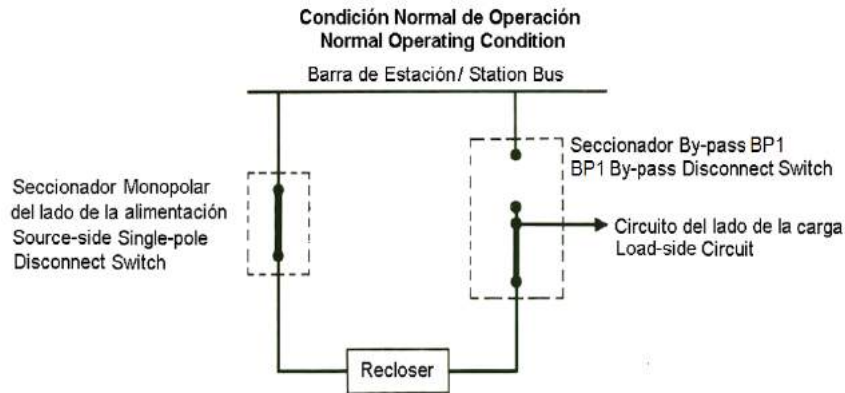 Condición Normal de Operación
Normal Operating Condition
Barra de Estación / Station Bus
Seccionador By-pass BP1
BP1 By-pass Disconnect Switch
Seccionador Monopolar
del lado de la alimentación
Source-side Single-pole
Disconnect Switch
Circuito del lado de la carga
Load-side Circuit
Recloser